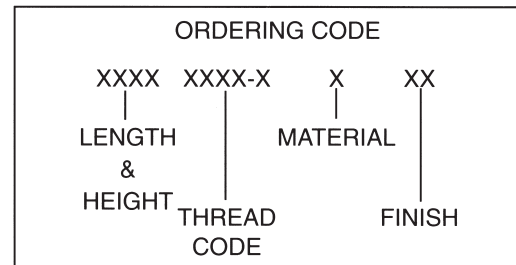 ORDERING CODE
XXXX XXXX-X X XX
LENGTH
&
HEIGHT
THREAD
CODE
MATERIAL
FINISH